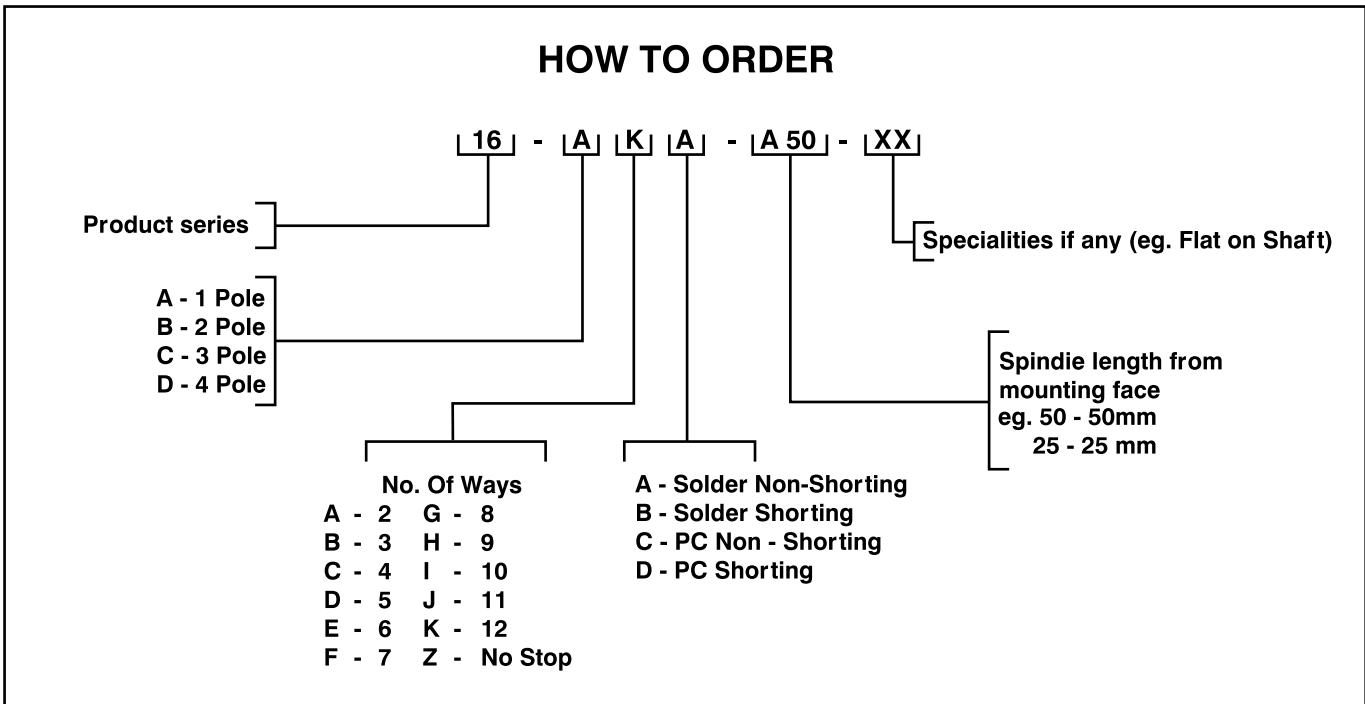 HOW TO ORDER
16 - A K A - A 50 - XX
Product series
Specialities if any (eg. Flat on Shaft)
A - 1 Pole
B - 2 Pole
C - 3 Pole
D - 4 Pole
Spindie length from
mounting face
eg. 50 - 50mm
25 - 25 mm
No. Of Ways
A - 2 G - 8
B - 3 H - 9
C - 4 I - 10
D - 5 J - 11
E - 6 K - 12
F - 7 Z - No Stop
A - Solder Non-Shorting
B - Solder Shorting
C - PC Non - Shorting
D - PC Shorting